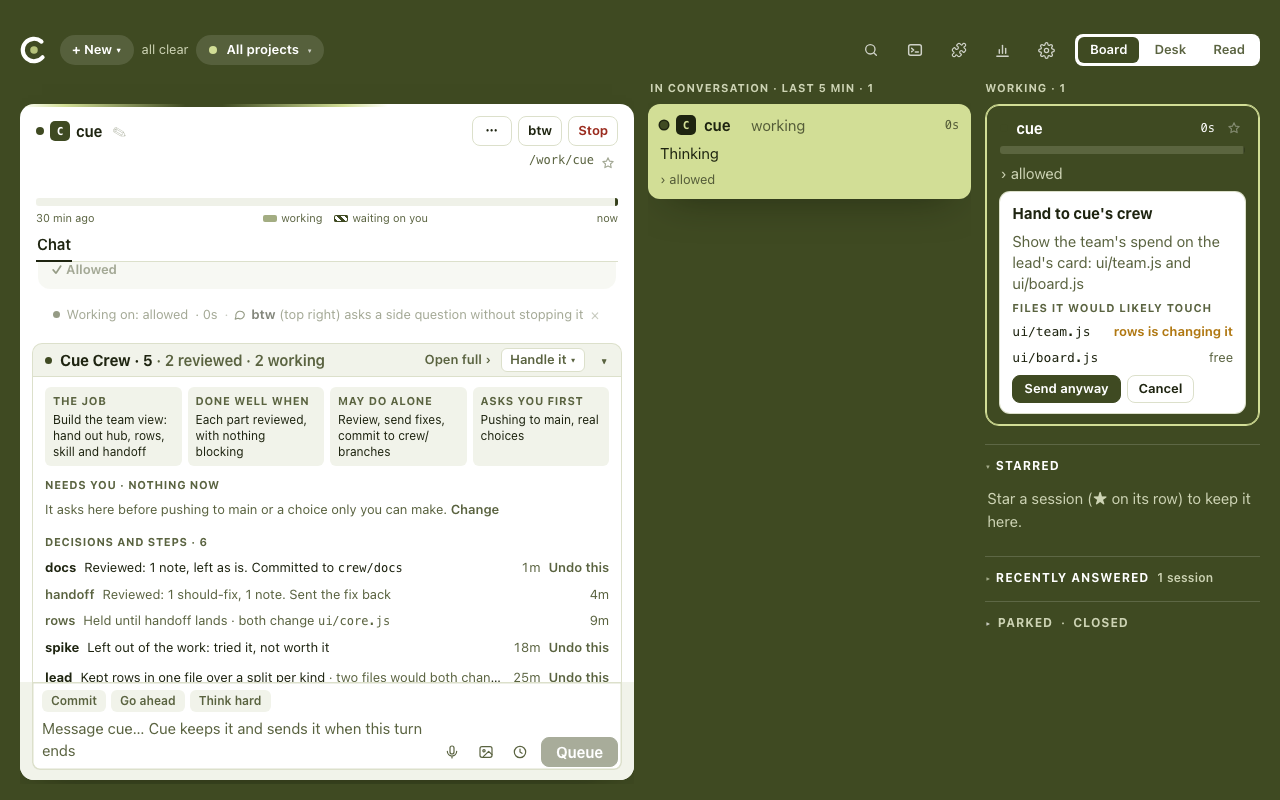 + New ▾ all clear All projects ▾
Board Desk Read
C cue ··· btw Stop
/work/cue
30 min ago working waiting on you now
Chat
✓ Allowed
Working on: allowed · 0s · btw (top right) asks a side question without stopping it ×
Cue Crew · 5 · 2 reviewed · 2 working Open full › Handle it ▾ ▾
THE JOB
Build the team view:
hand out hub, rows,
skill and handoff
DONE WELL WHEN
Each part reviewed,
with nothing
blocking
MAY DO ALONE
Review, send fixes,
commit to crew/
branches
ASKS YOU FIRST
Pushing to main, real
choices
NEEDS YOU · NOTHING NOW
It asks here before pushing to main or a choice only you can make. Change
DECISIONS AND STEPS · 6
docs Reviewed: 1 note, left as is. Committed to crew/docs 1m Undo this
handoff Reviewed: 1 should-fix, 1 note. Sent the fix back 4m
rows Held until handoff lands · both change ui/core.js 9m
spike Left out of the work: tried it, not worth it 18m Undo this
lead Kept rows in one file over a split per kind · two files would both chan… 25m Undo this
Commit Go ahead Think hard
Message cue… Cue keeps it and sends it when this turn
ends
Queue
IN CONVERSATION · LAST 5 MIN · 1
C cue working 0s
Thinking
› allowed
WORKING · 1
cue 0s
› allowed
Hand to cue's crew
Show the team's spend on the
lead's card: ui/team.js and
ui/board.js
FILES IT WOULD LIKELY TOUCH
ui/team.js rows is changing it
ui/board.js free
Send anyway Cancel
▾ STARRED
Star a session (★ on its row) to keep it
here.
▸ RECENTLY ANSWERED 1 session
▸ PARKED · CLOSED